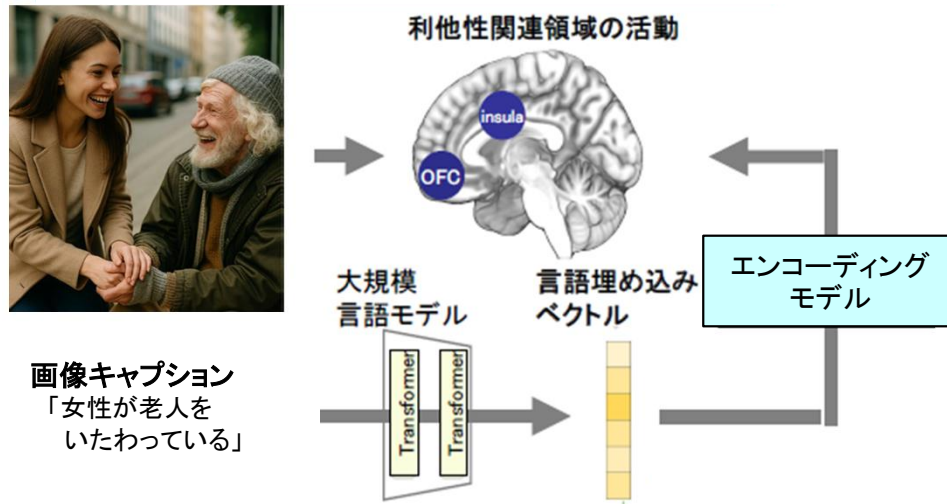 利他性関連領域の活動
insula
OFC
大規模
言語モデル
言語埋め込み
ベクトル
エンコーディング
モデル
画像キャプション
「女性が老人を
いたわっている」
Transformer
Transformer